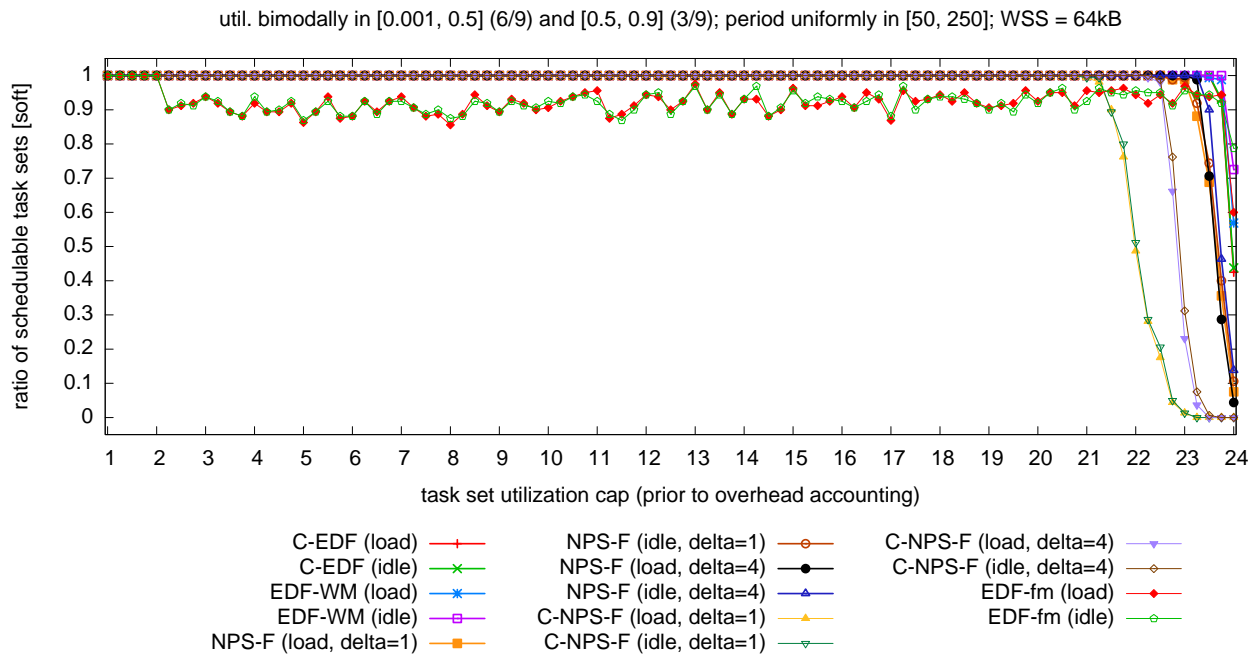 util. bimodally in [0.001, 0.5] (6/9) and [0.5, 0.9] (3/9); period uniformly in [50, 250]; WSS = 64kB
ratio of schedulable task sets [soft]
1
0.9
0.8
0.7
0.6
0.5
0.4
0.3
0.2
0.1
0
1 2 3 4 5 6 7 8 9 10 11 12 13 14 15 16 17 18 19 20 21 22 23 24
task set utilization cap (prior to overhead accounting)
C-EDF (load)
C-EDF (idle)
EDF-WM (load)
EDF-WM (idle)
NPS-F (load, delta=1)
NPS-F (idle, delta=1)
NPS-F (load, delta=4)
NPS-F (idle, delta=4)
C-NPS-F (load, delta=1)
C-NPS-F (idle, delta=1)
C-NPS-F (load, delta=4)
C-NPS-F (idle, delta=4)
EDF-fm (load)
EDF-fm (idle)